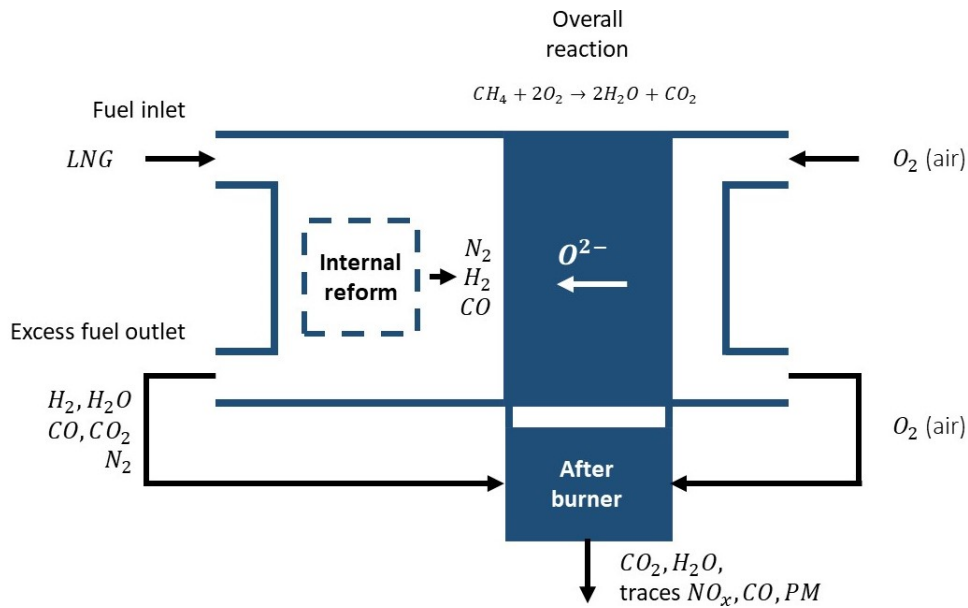 Overall
reaction
CH₄ + 2O₂ → 2H₂O + CO₂
Fuel inlet
LNG
O₂ (air)
Internal
reform
N₂
H₂
CO
O²⁻
Excess fuel outlet
H₂, H₂O
CO, CO₂
N₂
O₂ (air)
After
burner
CO₂, H₂O,
traces NOₓ, CO, PM